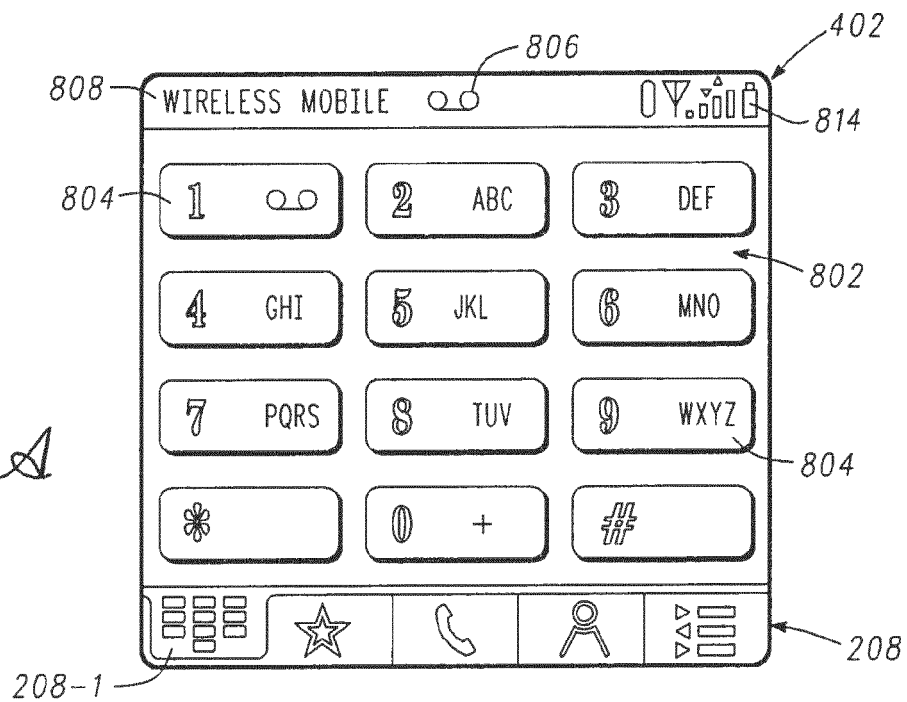 402
806
808 WIRELESS MOBILE
814
804 1 2 ABC 3 DEF
802
4 GHI 5 JKL 6 MNO
7 PQRS 8 TUV 9 WXYZ
804
* 0 + #
208
208-1